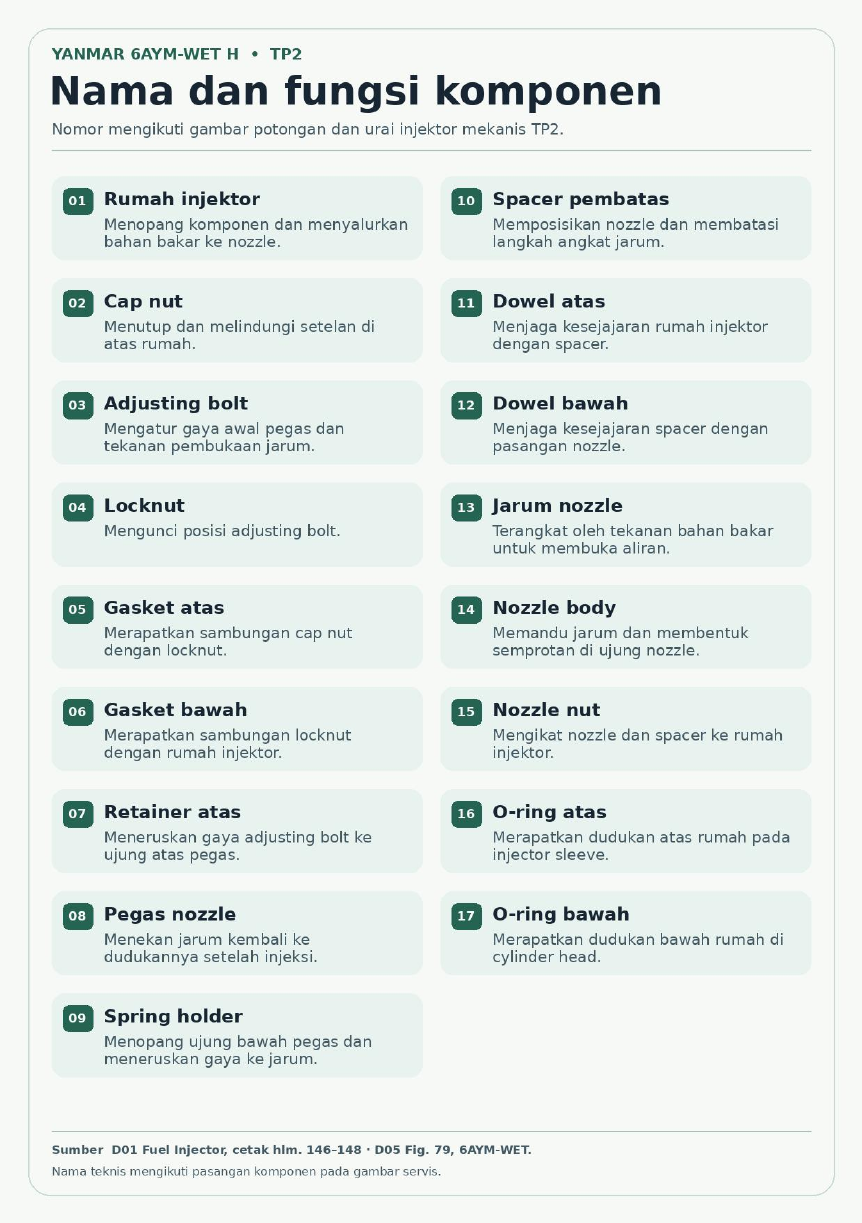 YANMAR 6AYM-WET H • TP2
Nama dan fungsi komponen
Nomor mengikuti gambar potongan dan urai injektor mekanis TP2.
01 Rumah injektor
Menopang komponen dan menyalurkan
bahan bakar ke nozzle.
02 Cap nut
Menutup dan melindungi setelan di
atas rumah.
03 Adjusting bolt
Mengatur gaya awal pegas dan
tekanan pembukaan jarum.
04 Locknut
Mengunci posisi adjusting bolt.
05 Gasket atas
Merapatkan sambungan cap nut
dengan locknut.
06 Gasket bawah
Merapatkan sambungan locknut
dengan rumah injektor.
07 Retainer atas
Meneruskan gaya adjusting bolt ke
ujung atas pegas.
08 Pegas nozzle
Menekan jarum kembali ke
dudukannya setelah injeksi.
09 Spring holder
Menopang ujung bawah pegas dan
meneruskan gaya ke jarum.
10 Spacer pembatas
Memposisikan nozzle dan membatasi
langkah angkat jarum.
11 Dowel atas
Menjaga kesejajaran rumah injektor
dengan spacer.
12 Dowel bawah
Menjaga kesejajaran spacer dengan
pasangan nozzle.
13 Jarum nozzle
Terangkat oleh tekanan bahan bakar
untuk membuka aliran.
14 Nozzle body
Memandu jarum dan membentuk
semprotan di ujung nozzle.
15 Nozzle nut
Mengikat nozzle dan spacer ke rumah
injektor.
16 O-ring atas
Merapatkan dudukan atas rumah pada
injector sleeve.
17 O-ring bawah
Merapatkan dudukan bawah rumah di
cylinder head.
Sumber D01 Fuel Injector, cetak hlm. 146–148 · D05 Fig. 79, 6AYM-WET.
Nama teknis mengikuti pasangan komponen pada gambar servis.